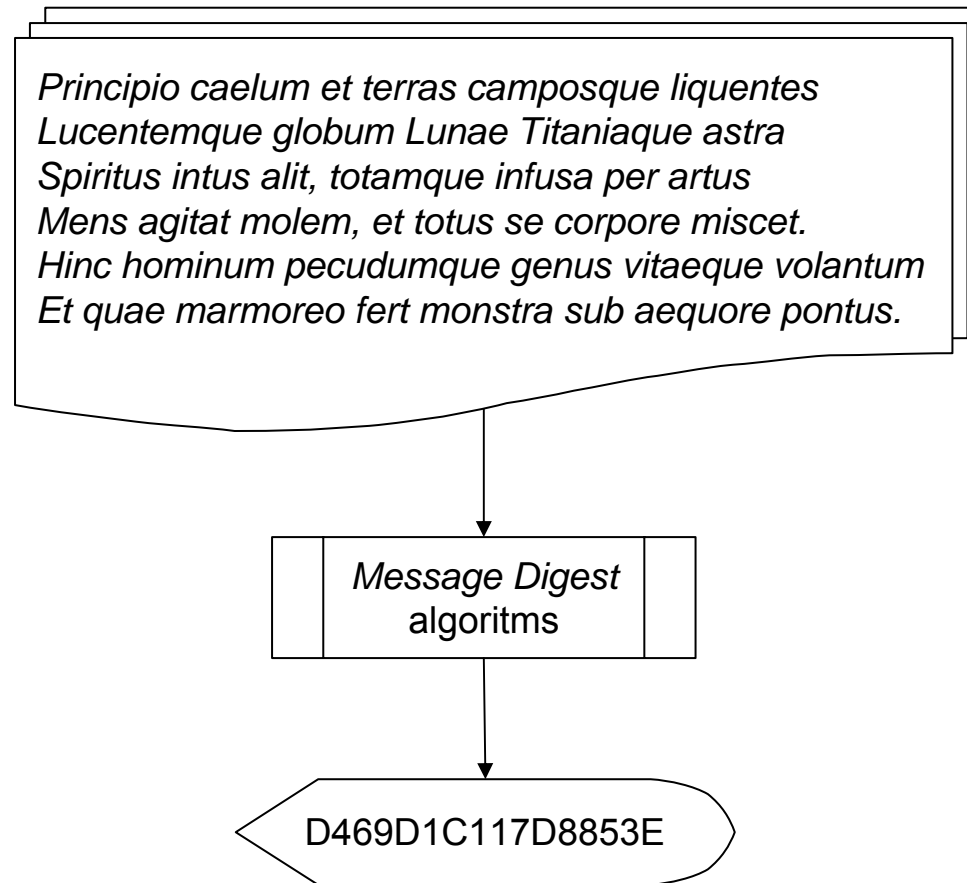 Principio caelum et terras camposque liquentes
Lucentemque globum Lunae Titaniaque astra
Spiritus intus alit, totamque infusa per artus
Mens agitat molem, et totus se corpore miscet.
Hinc hominum pecudumque genus vitaeque volantum
Et quae marmoreo fert monstra sub aequore pontus.
Message Digest
algoritms
D469D1C117D8853E